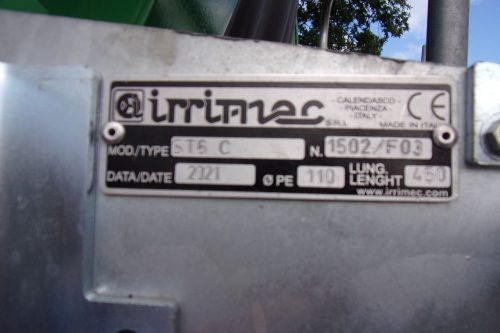 irrimec S.R.L
- CALENDASCO -
- PIACENZA -
- ITALY -
CE
MADE IN ITALY
MOD/TYPE ST6 C N. 1502/F03
DATA/DATE 2021 Ø PE 110 LUNG. LENGHT 450
www.irrimec.com